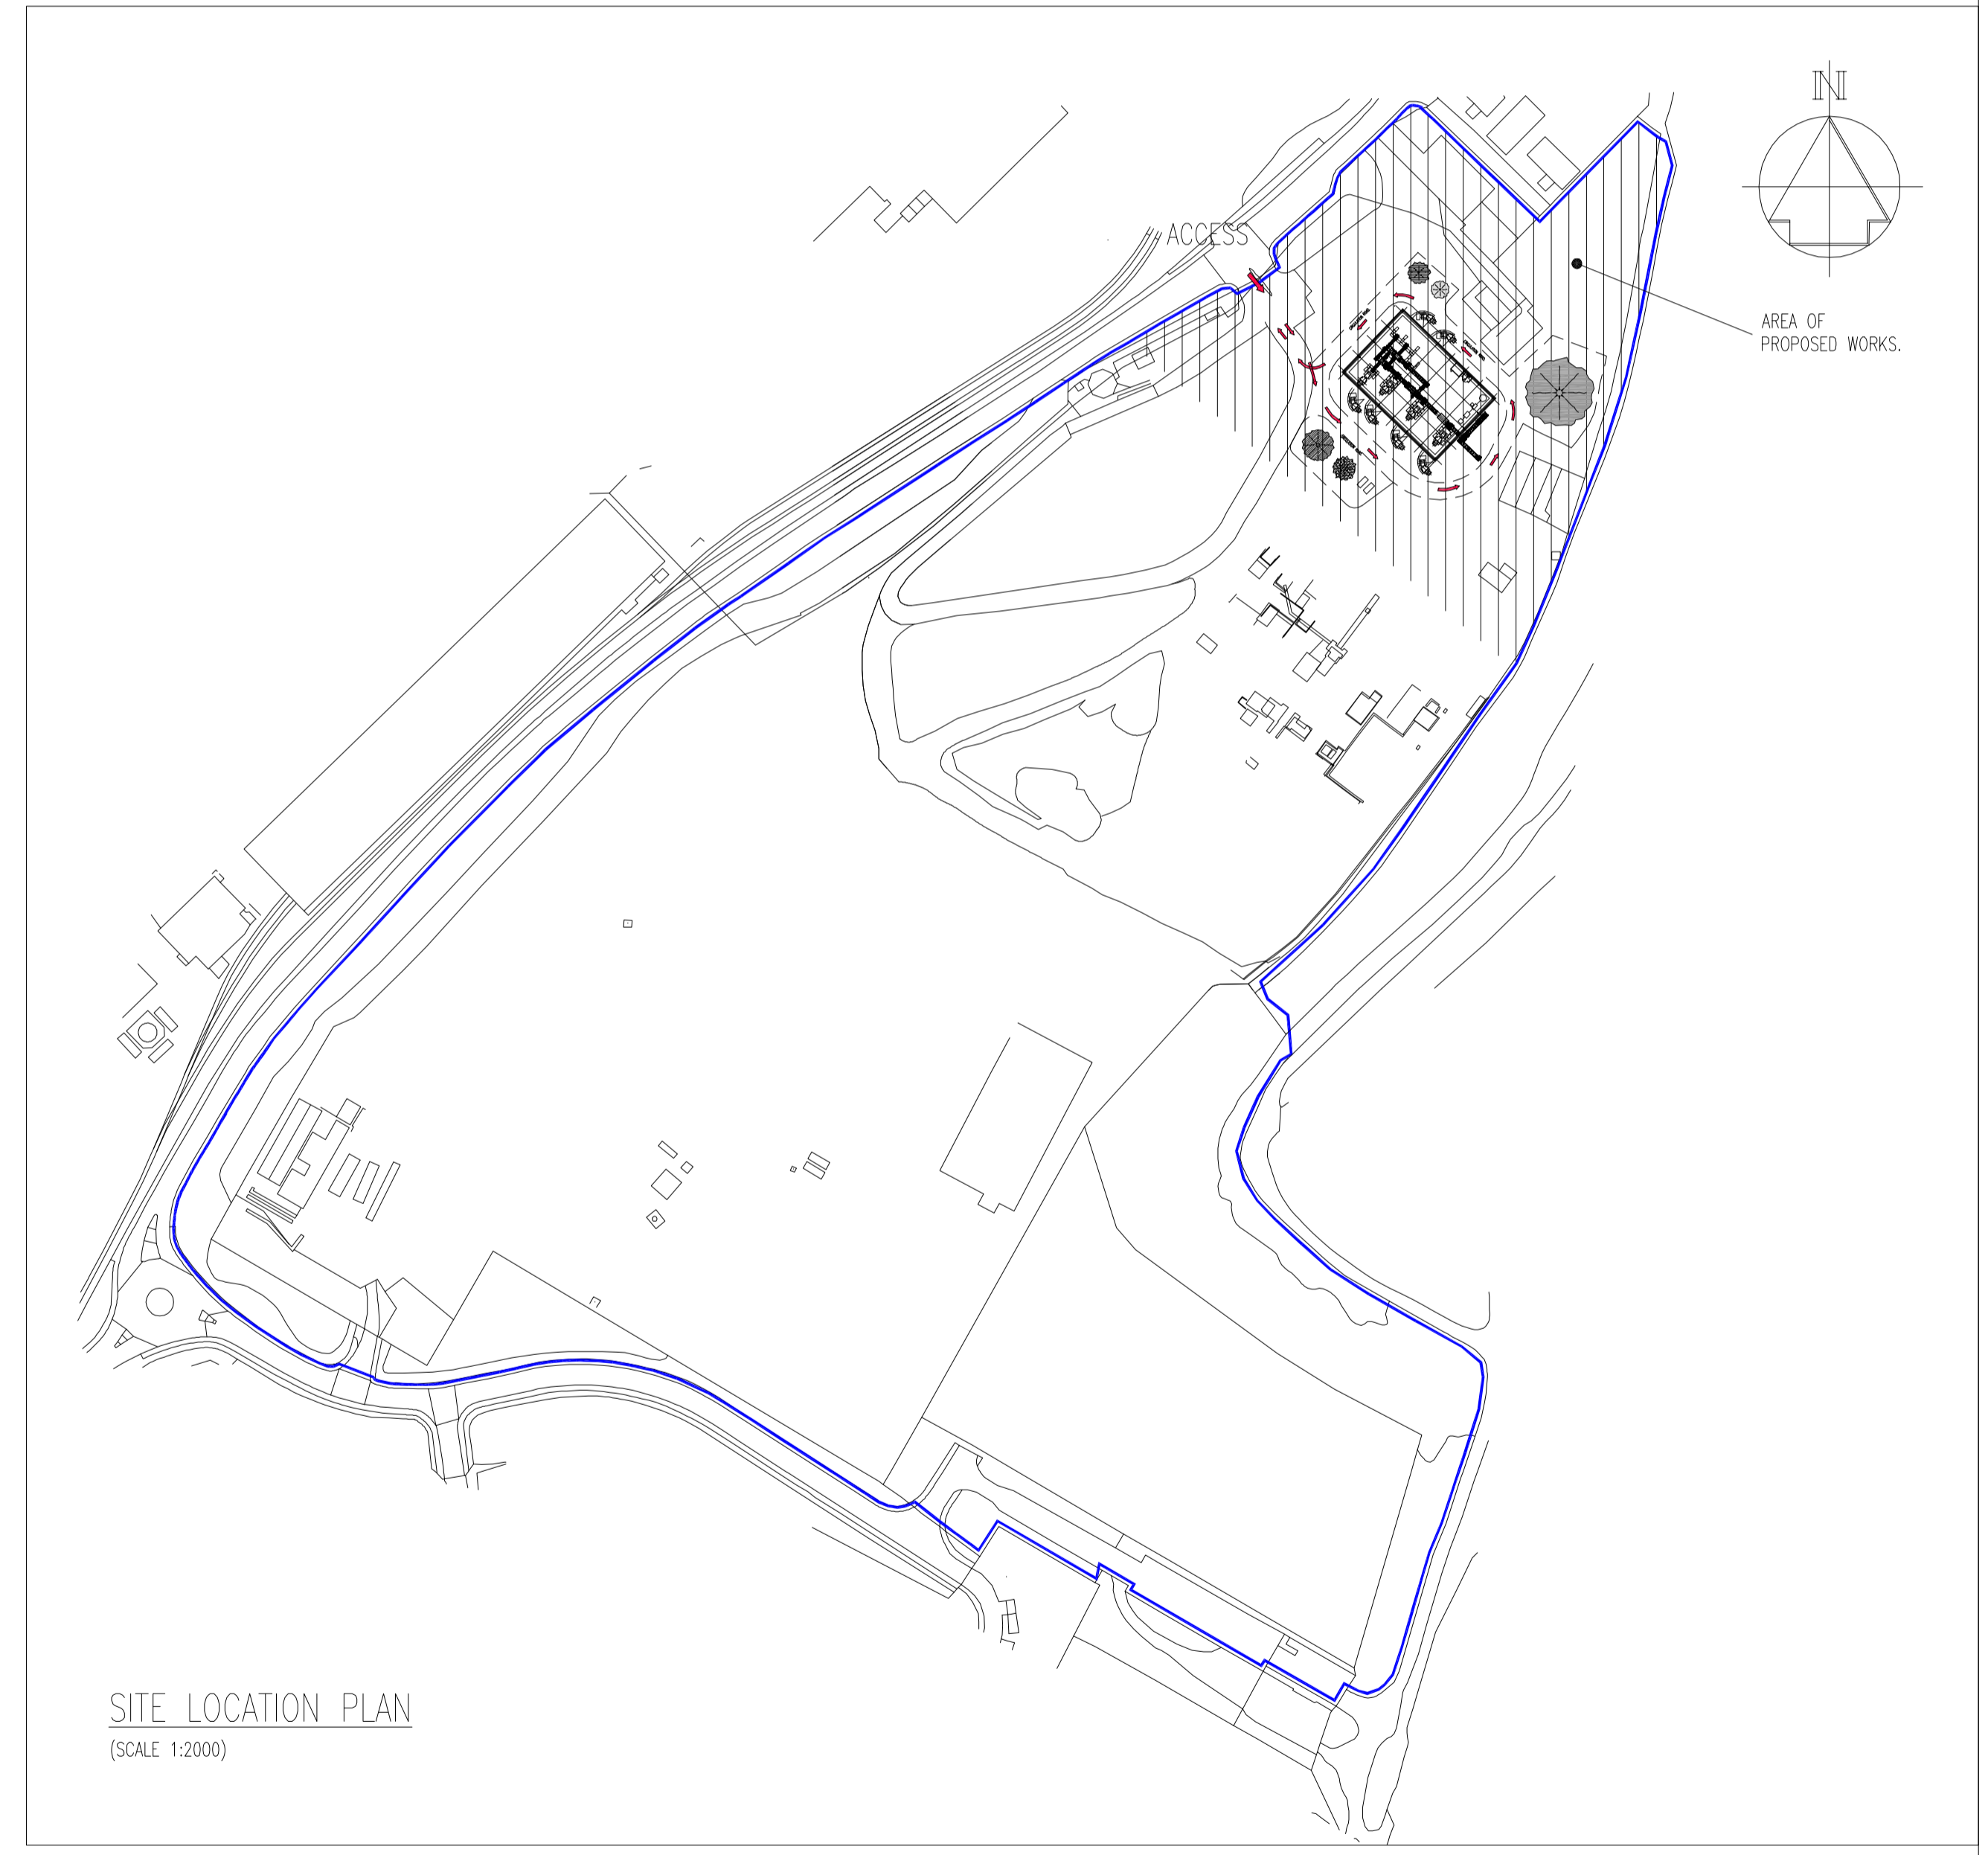 N
ACCESS
AREA OF
PROPOSED WORKS.
SITE LOCATION PLAN
(SCALE 1:2000)